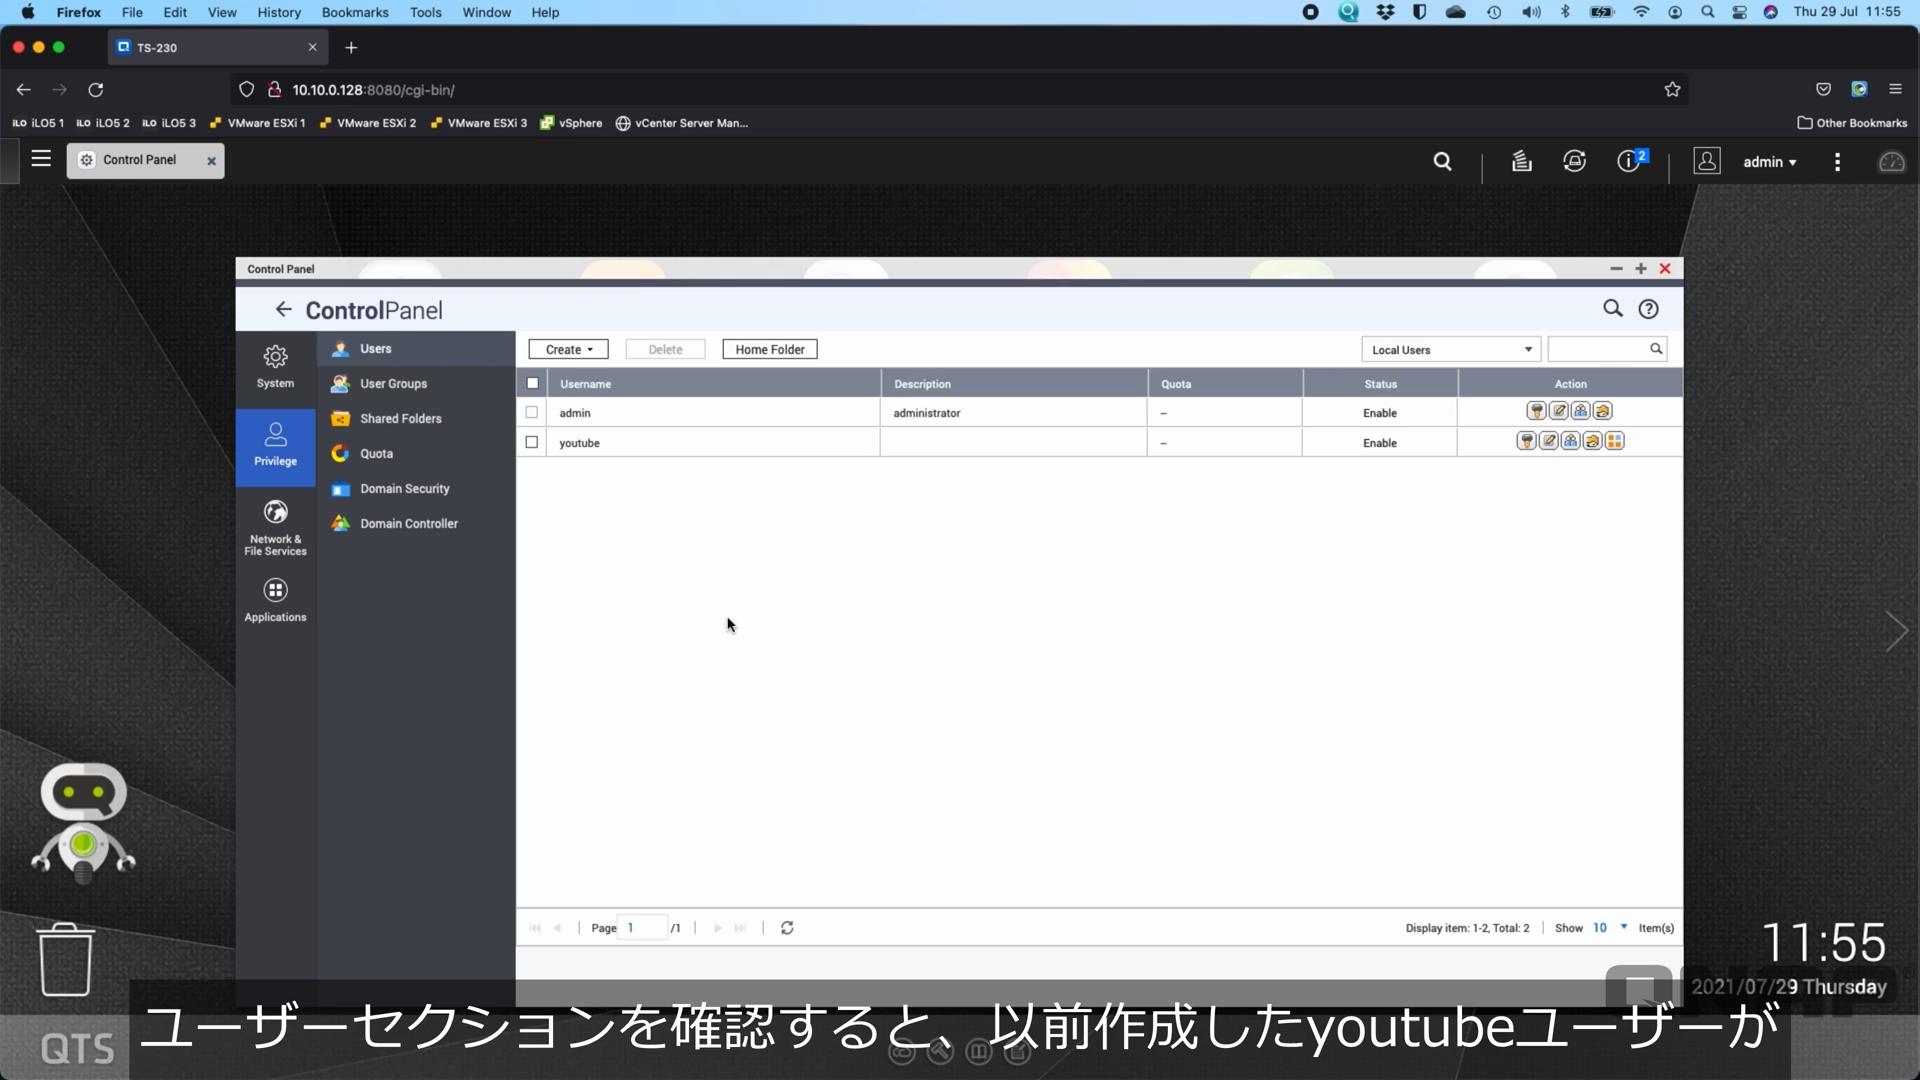 Firefox File Edit View History Bookmarks Tools Window Help Thu 29 Jul 11:55
TS-230
10.10.0.128:8080/cgi-bin/
iLO iLO5 1 iLO iLO5 2 iLO iLO5 3 VMware ESXi 1 VMware ESXi 2 VMware ESXi 3 vSphere vCenter Server Man... Other Bookmarks
Control Panel 2 admin
Control Panel
ControlPanel
System
Privilege
Network &
File Services
Applications
Users
User Groups
Shared Folders
Quota
Domain Security
Domain Controller
Create Delete Home Folder Local Users
Username Description Quota Status Action
admin administrator -- Enable
youtube -- Enable
Page 1 /1 Display item: 1-2, Total: 2 Show 10 Item(s)
11:55
2021/07/29 Thursday
ユーザーセクションを確認すると、以前作成したyoutubeユーザーが
QTS